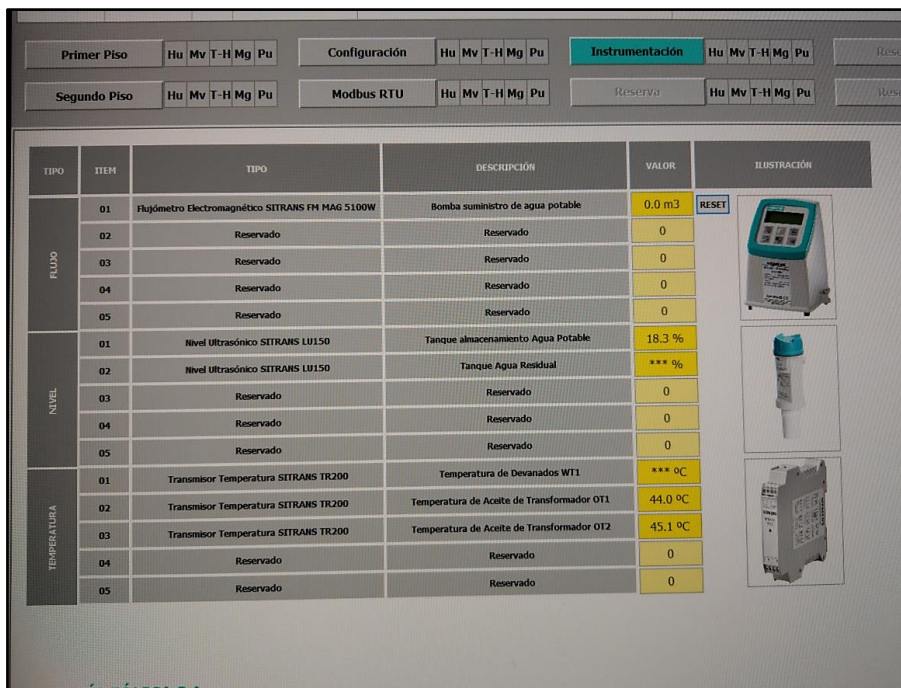 Primer Piso Hu Mv T-H Mg Pu Configuración Hu Mv T-H Mg Pu Instrumentación Hu Mv T-H Mg Pu
Segundo Piso Hu Mv T-H Mg Pu Modbus RTU Hu Mv T-H Mg Pu Reserva Hu Mv T-H Mg Pu
TIPO ITEM TIPO DESCRIPCIÓN VALOR ILUSTRACIÓN
FLUJO
01 Flujómetro Electromagnético SITRANS FM MAG 5100W Bomba suministro de agua potable 0.0 m3 RESET
02 Reservado Reservado 0
03 Reservado Reservado 0
04 Reservado Reservado 0
05 Reservado Reservado 0
NIVEL
01 Nivel Ultrasónico SITRANS LU150 Tanque almacenamiento Agua Potable 18.3 %
02 Nivel Ultrasónico SITRANS LU150 Tanque Agua Residual *** %
03 Reservado Reservado 0
04 Reservado Reservado 0
05 Reservado Reservado 0
TEMPERATURA
01 Transmisor Temperatura SITRANS TR200 Temperatura de Devanados WT1 *** ºC
02 Transmisor Temperatura SITRANS TR200 Temperatura de Aceite de Transformador OT1 44.0 ºC
03 Transmisor Temperatura SITRANS TR200 Temperatura de Aceite de Transformador OT2 45.1 ºC
04 Reservado Reservado 0
05 Reservado Reservado 0